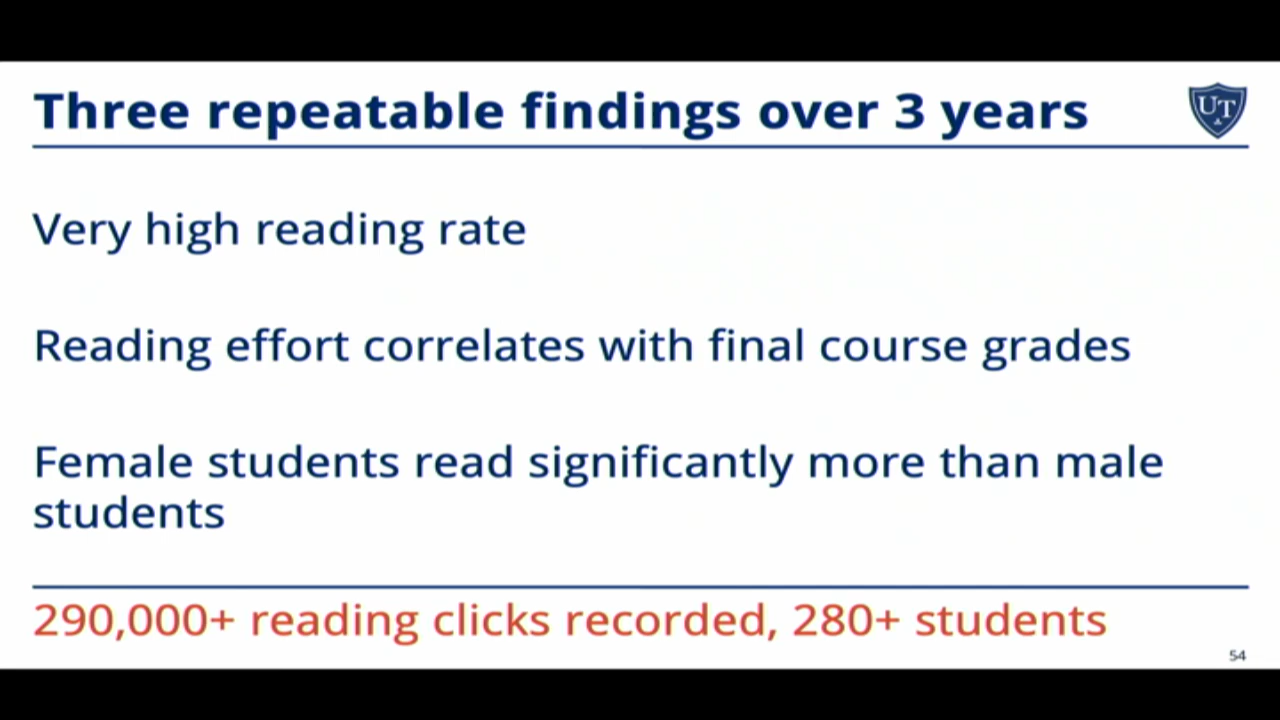 Three repeatable findings over 3 years
UT
Very high reading rate
Reading effort correlates with final course grades
Female students read significantly more than male
students
290,000+ reading clicks recorded, 280+ students
54